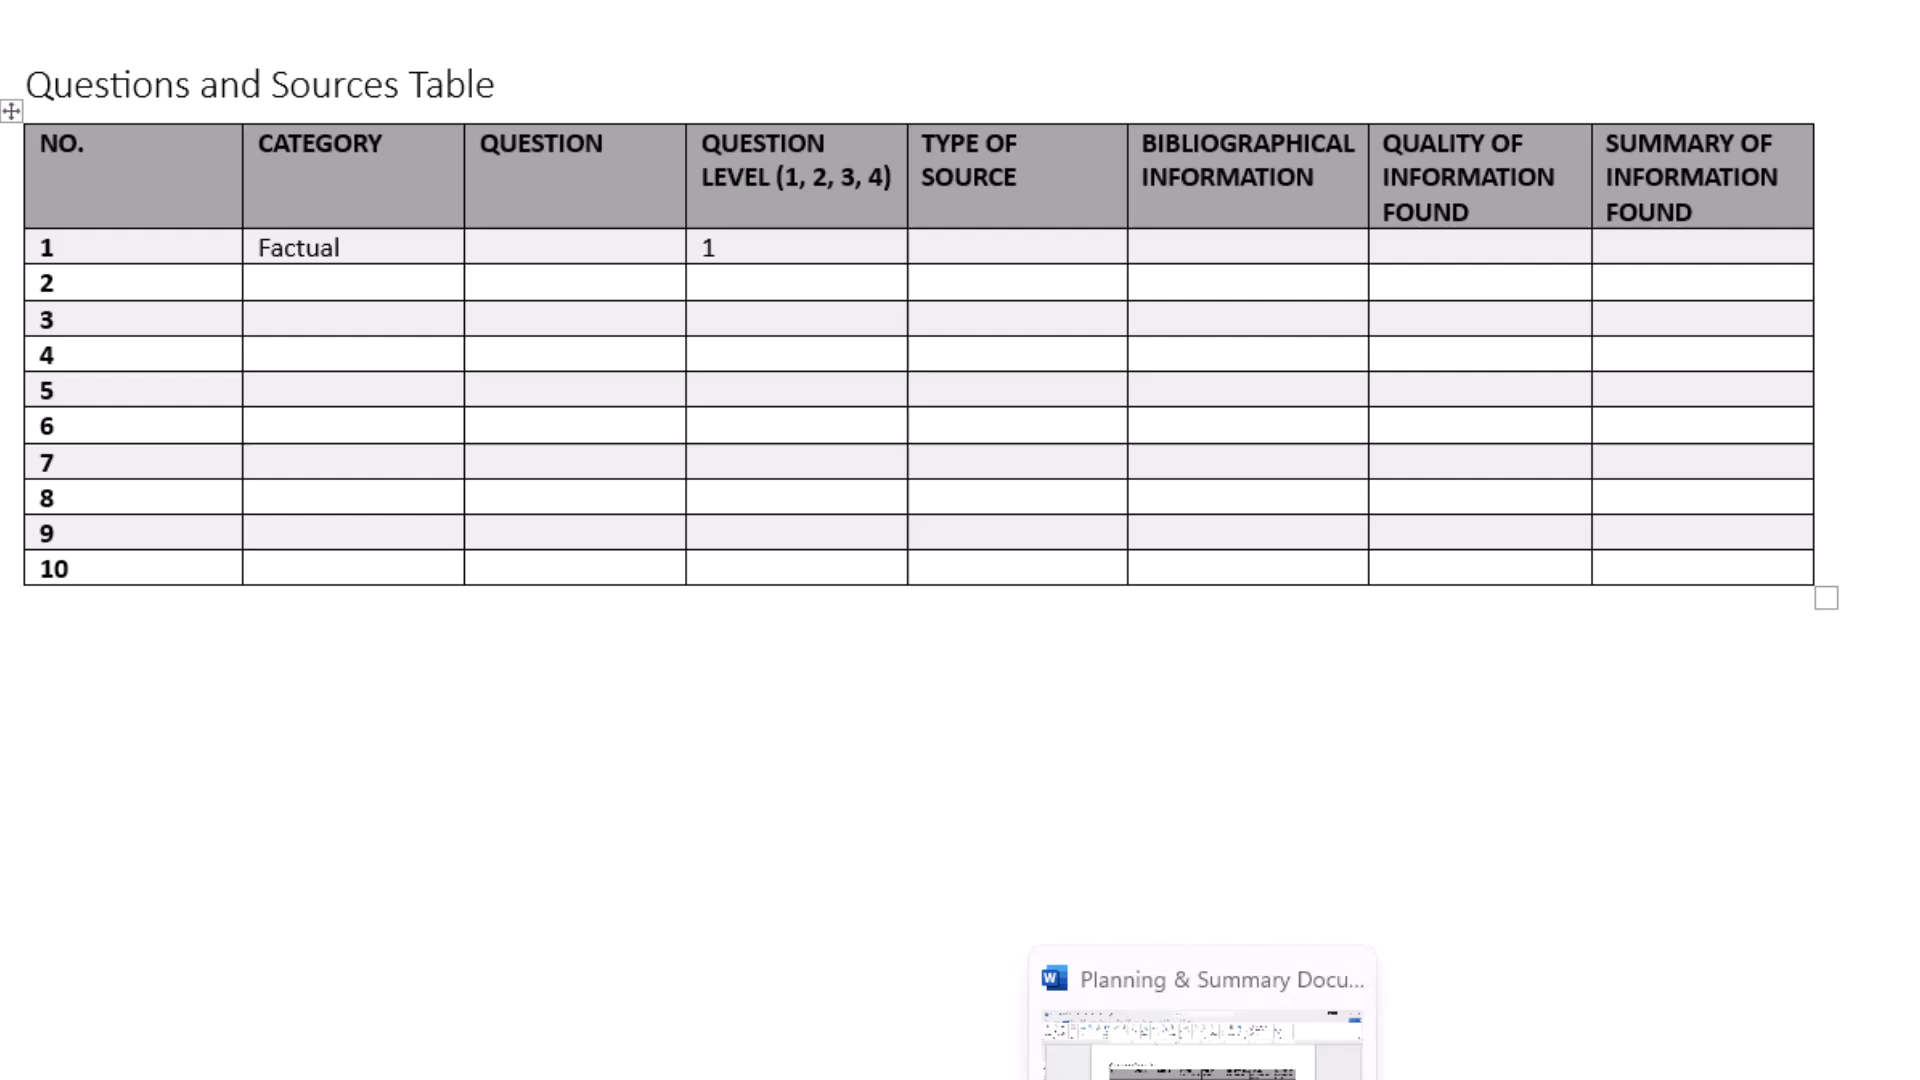 Questions and Sources Table
NO. CATEGORY QUESTION QUESTION LEVEL (1, 2, 3, 4) TYPE OF SOURCE BIBLIOGRAPHICAL INFORMATION QUALITY OF INFORMATION FOUND SUMMARY OF INFORMATION FOUND
1 Factual 1
2
3
4
5
6
7
8
9
10
Planning & Summary Docu...